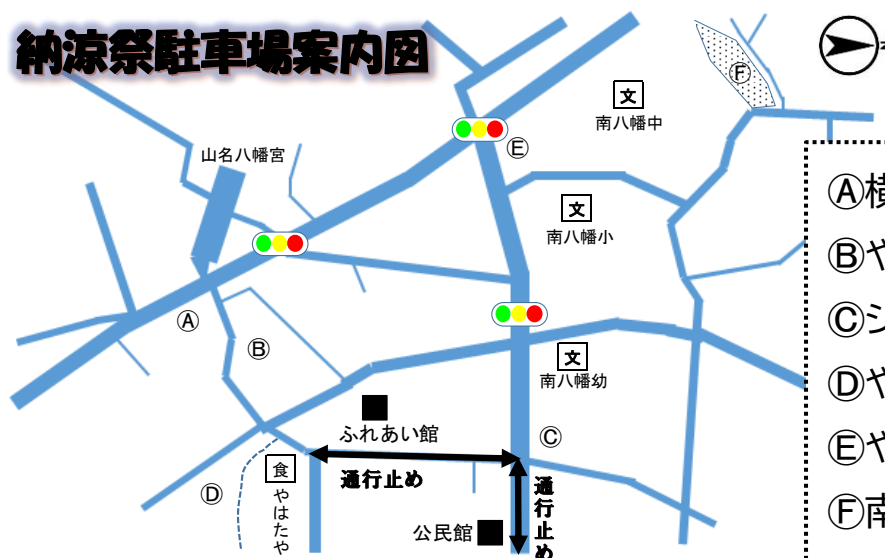 納涼祭駐車場案内図
N
Ⓕ
文
南八幡中
Ⓔ
山名八幡宮
文
南八幡小
Ⓐ
Ⓑ
文
南八幡幼
ふれあい館
Ⓒ
通行止め
食
やはたや
Ⓓ
公民館
通行止め
Ⓐ横
Ⓑや
Ⓒジ
Ⓓや
Ⓔや
Ⓕ南